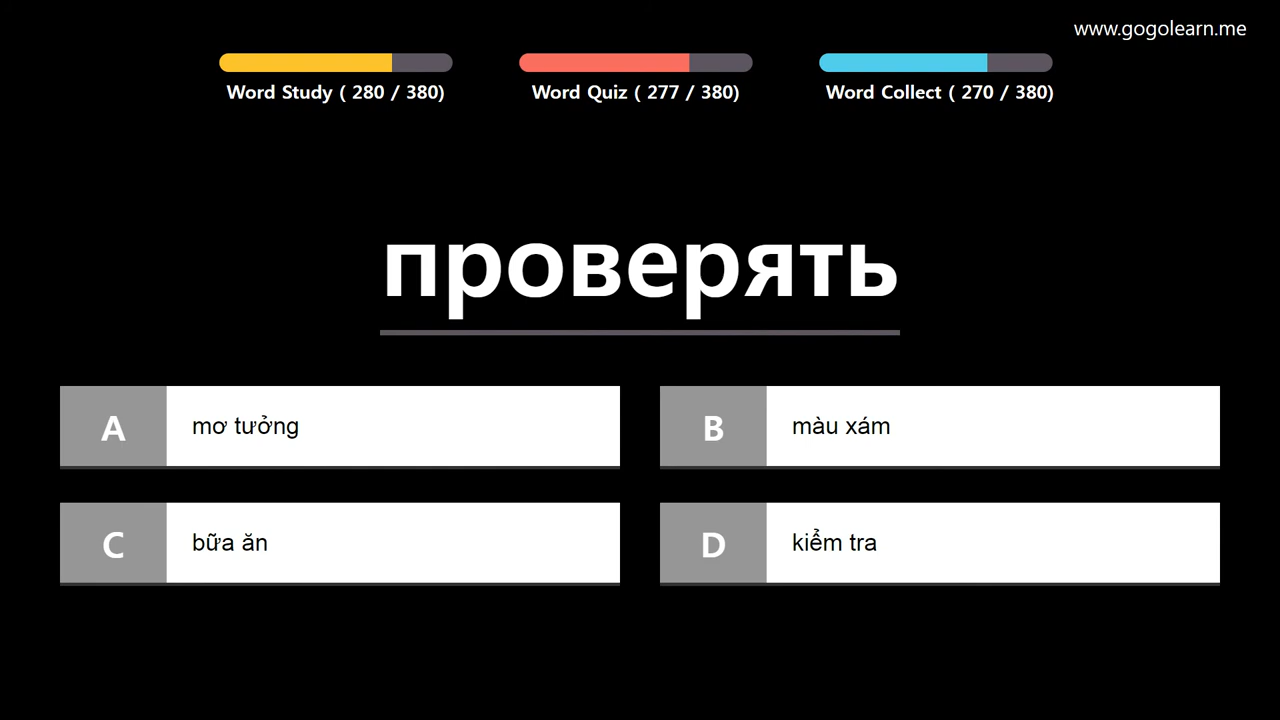 www.gogolearn.me
Word Study ( 280 / 380)
Word Quiz ( 277 / 380)
Word Collect ( 270 / 380)
проверять
A
mơ tưởng
B
màu xám
C
bữa ăn
D
kiểm tra